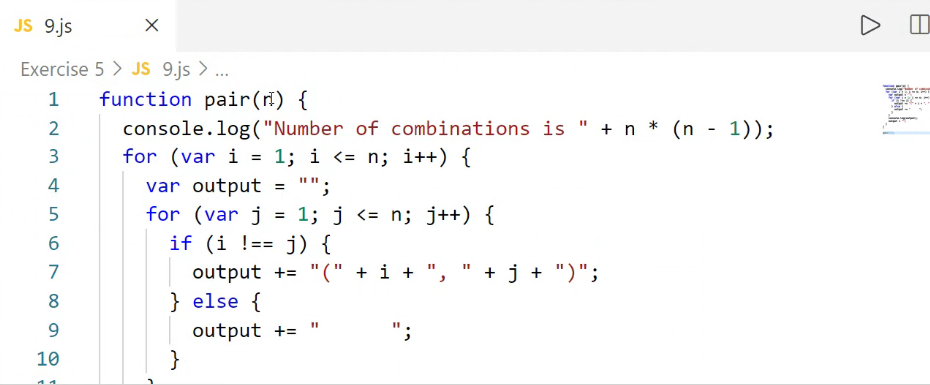 JS 9.js ×
Exercise 5 > JS 9.js > ...
1 function pair(n) {
2   console.log("Number of combinations is " + n * (n - 1));
3   for (var i = 1; i <= n; i++) {
4     var output = "";
5     for (var j = 1; j <= n; j++) {
6       if (i !== j) {
7         output += "(" + i + ", " + j + ")";
8       } else {
9         output += "      ";
10       }
11     }